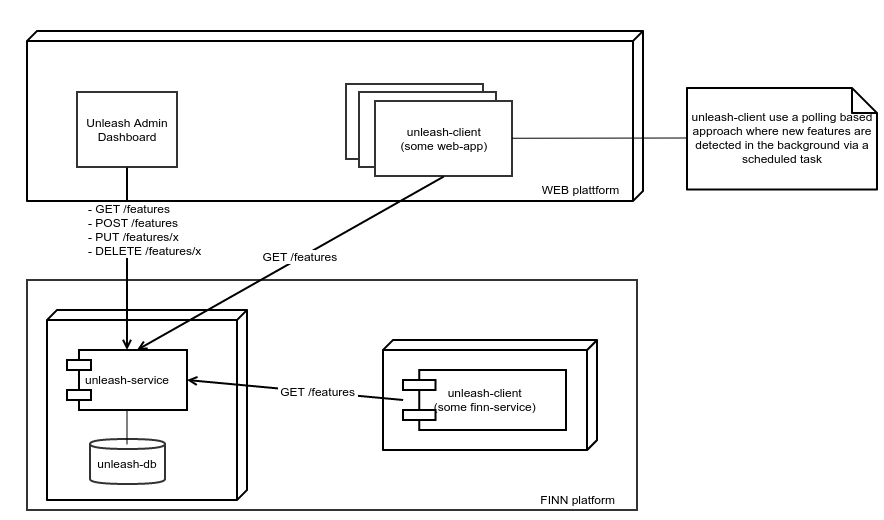 Unleash Admin
Dashboard
unleash-client
(some web-app)
WEB plattform
unleash-client use a polling based
approach where new features are
detected in the background via a
scheduled task
- GET /features
- POST /features
- PUT /features/x
- DELETE /features/x
GET /features
unleash-service
unleash-db
GET /features
unleash-client
(some finn-service)
FINN platform